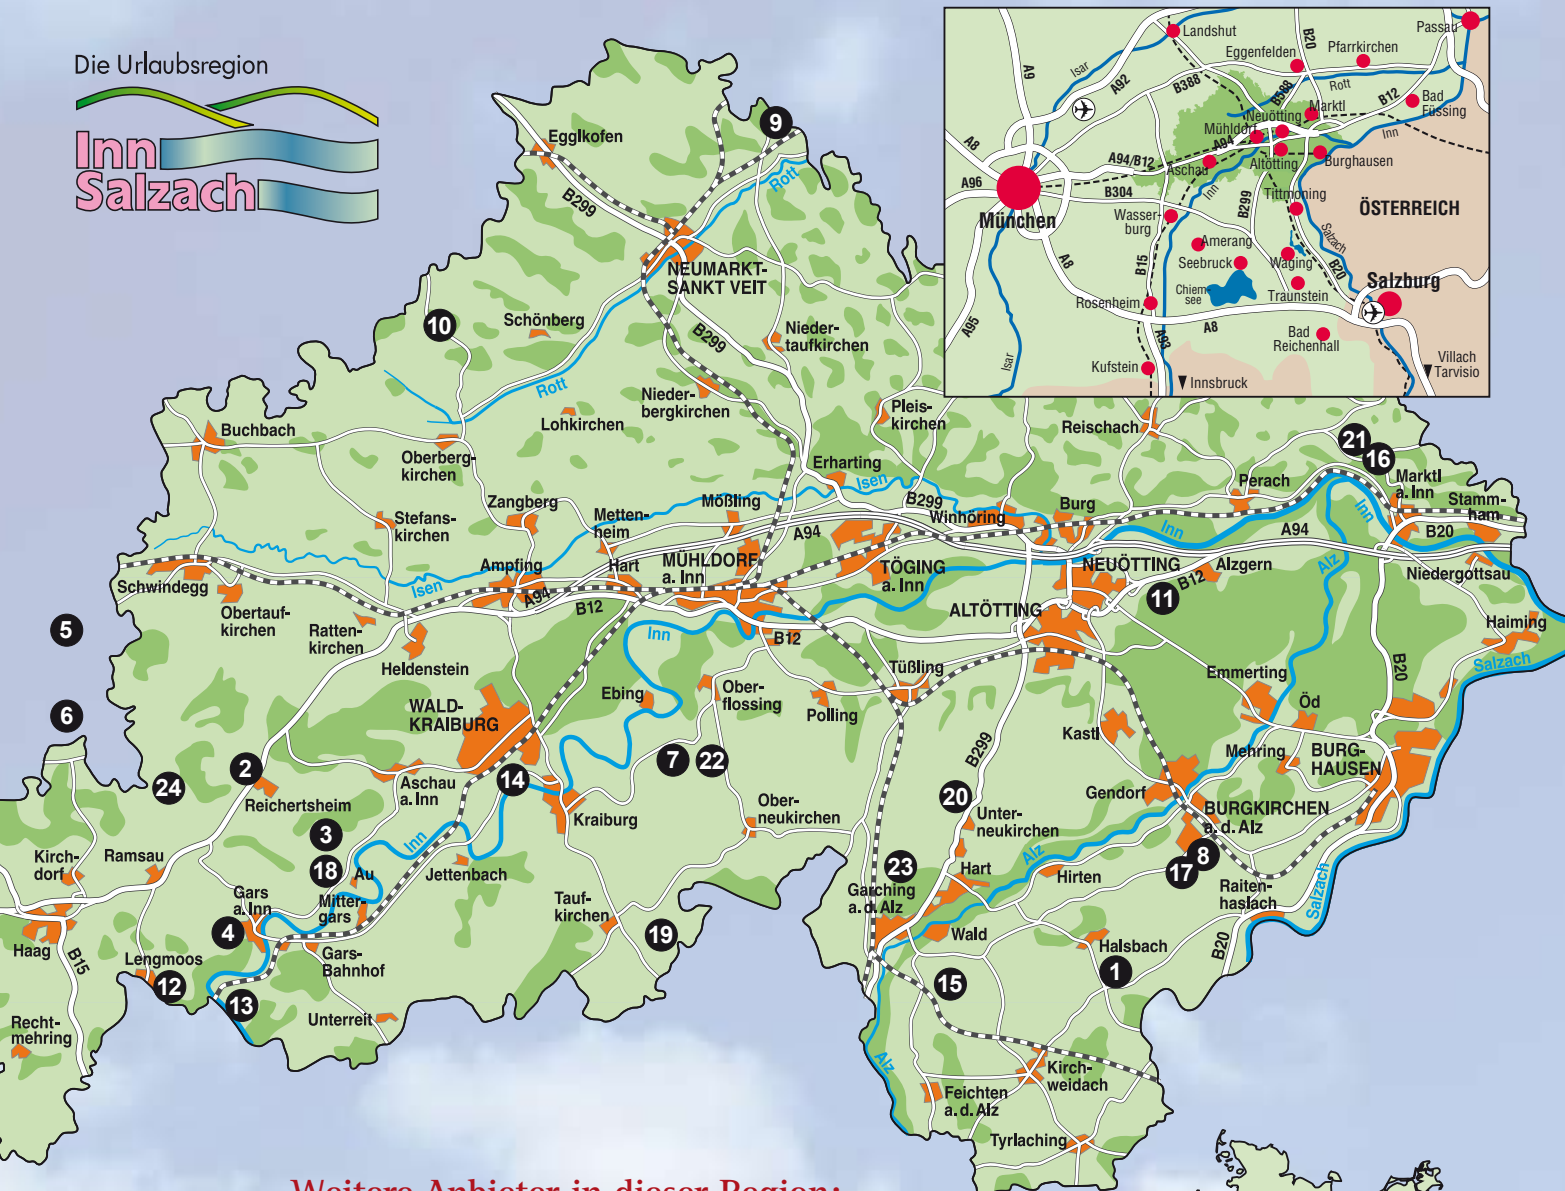 Die Urlaubsregion
Inn
Salzach
Egglkofen
B299
9
Rott
NEUMARKT-
SANKT VEIT
10
Schönberg
B299
Nieder-
taufkirchen
Rott
Nieder-
bergkirchen
Lohkirchen
Pleis-
kirchen
Reischach
Buchbach
Oberberg-
kirchen
21
16
Erharting
Isen
B299
Perach
Marktl
a. Inn
Stamm-
ham
Zangberg
Mößling
Stefans-
kirchen
Metten-
heim
Winhöring
Burg
Inn
Inn
A94
B20
A94
Schwindegg
Ampfing
Hart
MÜHLDORF
a. Inn
TÖGING
a. Inn
NEUÖTTING
Alzgern
Alz
Niedergottsau
Isen
A94
B12
B12
11
Obertauf-
kirchen
Ratten-
kirchen
Heldenstein
Inn
B12
ALTÖTTING
Haiming
Salzach
5
6
Tüßling
Emmerting
B20
WALD-
KRAIBURG
Ebing
Ober-
flossing
Polling
Öd
Kastl
B299
Mehring
BURG-
HAUSEN
7
22
24
2
Reichertsheim
Aschau
a. Inn
14
Kraiburg
Ober-
neukirchen
20
Unter-
neukirchen
Gendorf
BURGKIRCHEN
a. d. Alz
3
18
Inn
Au
Jettenbach
Kirch-
dorf
Ramsau
23
Garching
a. d. Alz
Hart
Alz
Hirten
8
17
Raiten-
haslach
Salzach
Gars
a. Inn
Mitter-
gars
Tauf-
kirchen
4
19
Wald
Halsbach
1
B20
Haag
B15
Lengmoos
12
Gars-
Bahnhof
13
Unterreit
15
Recht-
mehring
Alz
Kirch-
weidach
Feichten
a. d. Alz
Tyrlaching
Weitere Anbieter in dieser Region:
Landshut
B20
Passau
Eggenfelden
Pfarrkirchen
A9
Isar
A92
B388
B588
Rott
B12
Bad
Füssing
Marktl
Neuötting
Mühldorf
Inn
A8
A94
A94/B12
Altötting
Burghausen
Aschau
A96
B304
Inn
B299
Tittmoning
ÖSTERREICH
München
Wasser-
burg
Salzach
Amerang
A8
B15
Seebruck
Waging
B20
Salzburg
Chiem-
see
Traunstein
Rosenheim
A95
A8
A93
Bad
Reichenhall
Isar
Kufstein
Innsbruck
Villach
Tarvisio